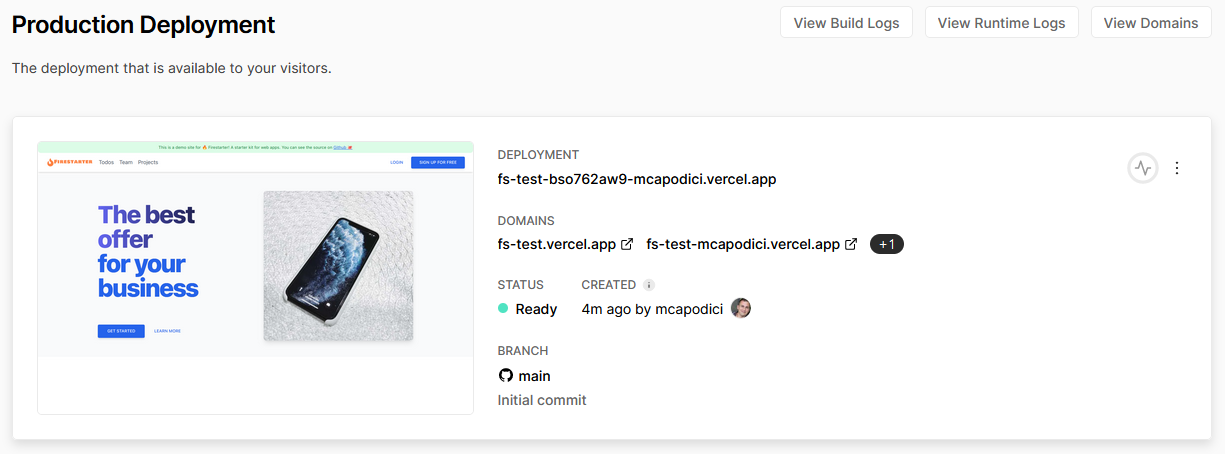 Production Deployment
View Build Logs
View Runtime Logs
View Domains
The deployment that is available to your visitors.
This is a demo site for 🔥 Firestarter! A starter kit for web apps. You can see the source on Github
FIRESTARTER
Todos
Team
Projects
LOGIN
SIGN UP FOR FREE
The best
offer
for your
business
GET STARTED
LEARN MORE
DEPLOYMENT
fs-test-bso762aw9-mcapodici.vercel.app
DOMAINS
fs-test.vercel.app
fs-test-mcapodici.vercel.app
+1
STATUS
CREATED
Ready
4m ago by mcapodici
BRANCH
main
Initial commit